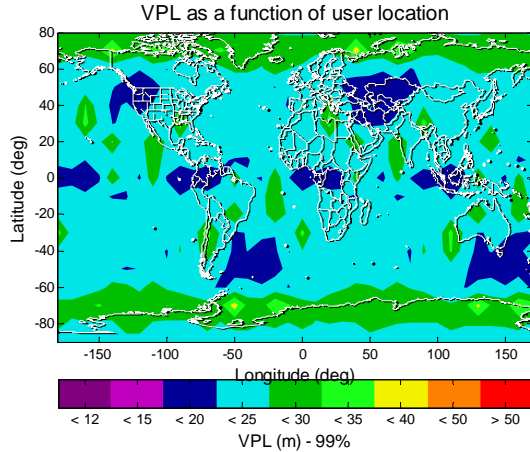 VPL as a function of user location
80
60
40
20
0
-20
-40
-60
-80
Latitude (deg)
-150 -100 -50 0 50 100 150
Longitude (deg)
< 12 < 15 < 20 < 25 < 30 < 35 < 40 < 50 > 50
VPL (m) - 99%